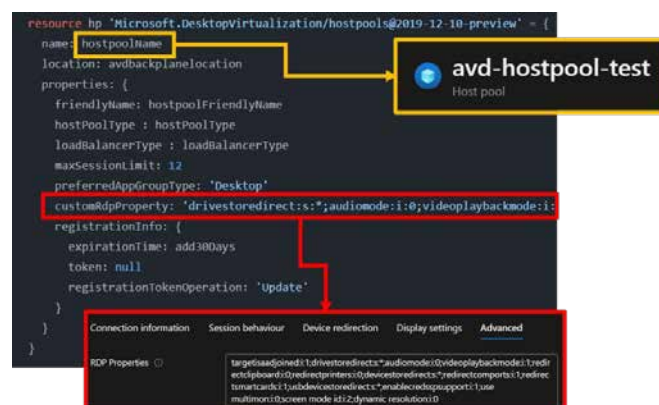 resource hp 'Microsoft.DesktopVirtualization/hostpools@2019-12-10-preview' = {
name: hostpoolName
location: avdbackplanelocation
properties: {
friendlyName: hostpoolFriendlyName
hostPoolType : hostPoolType
loadBalancerType : loadBalancerType
maxSessionLimit: 12
preferredAppGroupType: 'Desktop'
customRdpProperty: 'drivestoredirect:s:*;audiomode:i:0;videoplaybackmode:i:
registrationInfo: {
expirationTime: add30Days
token: null
registrationTokenOperation: 'Update'
}
}
}
avd-hostpool-test
Host pool
Connection information Session behaviour Device redirection Display settings Advanced
RDP Properties
targetisaadjoined:i:1;drivestoredirect:s:*;audiomode:i:0;videoplaybackmode:i:1;redir
ectclipboard:i:0;redirectprinters:i:0;devicestoredirect:s:*;redirectcomports:i:1;redirec
tsmartcards:i:1;usbdevicestoredirect:s:*;enablecredsspsupport:i:1;use
multimon:i:0;screen mode id:i:2;dynamic resolution:i:0